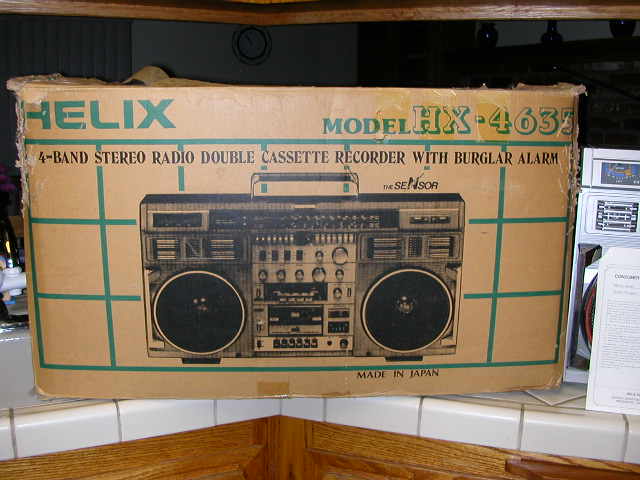 HELIX
MODEL HX-4635
4-BAND STEREO RADIO DOUBLE CASSETTE RECORDER WITH BURGLAR ALARM
THE SENSOR
MADE IN JAPAN